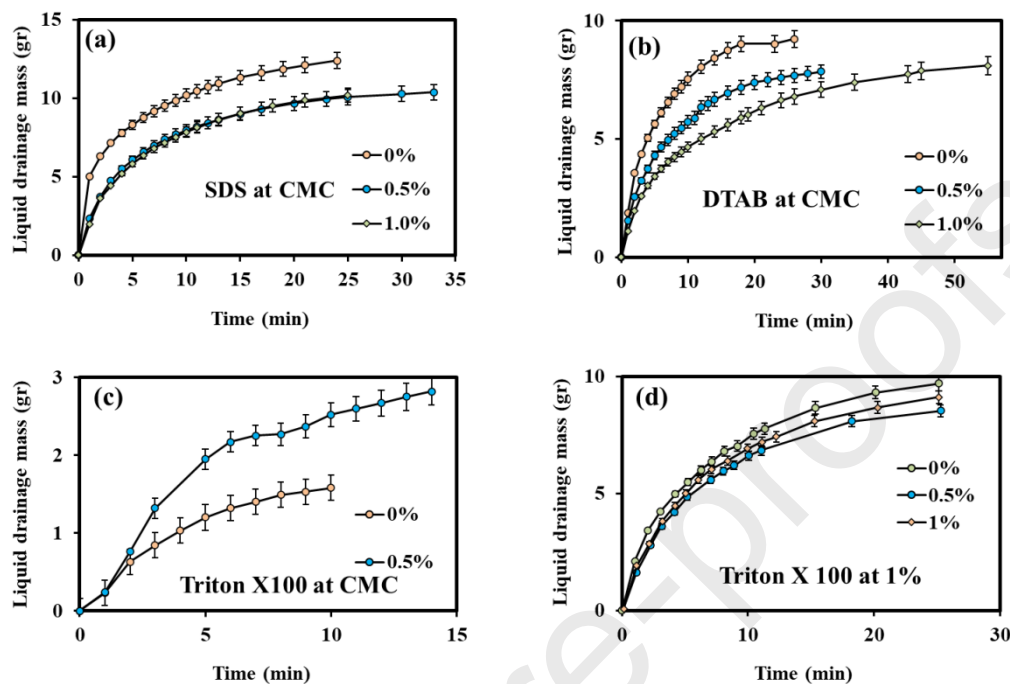 (a)
Liquid drainage mass (gr)
15
10
5
0
0%
0.5%
1.0%
SDS at CMC
0 5 10 15 20 25 30 35
Time (min)
(b)
Liquid drainage mass (gr)
10
5
0
0%
0.5%
1.0%
DTAB at CMC
0 10 20 30 40 50
Time (min)
(c)
Liquid drainage mass (gr)
3
2
1
0
0%
0.5%
Triton X100 at CMC
0 5 10 15
Time (min)
(d)
Liquid drainage mass (gr)
10
5
0
0%
0.5%
1%
Triton X 100 at 1%
0 10 20 30
Time (min)